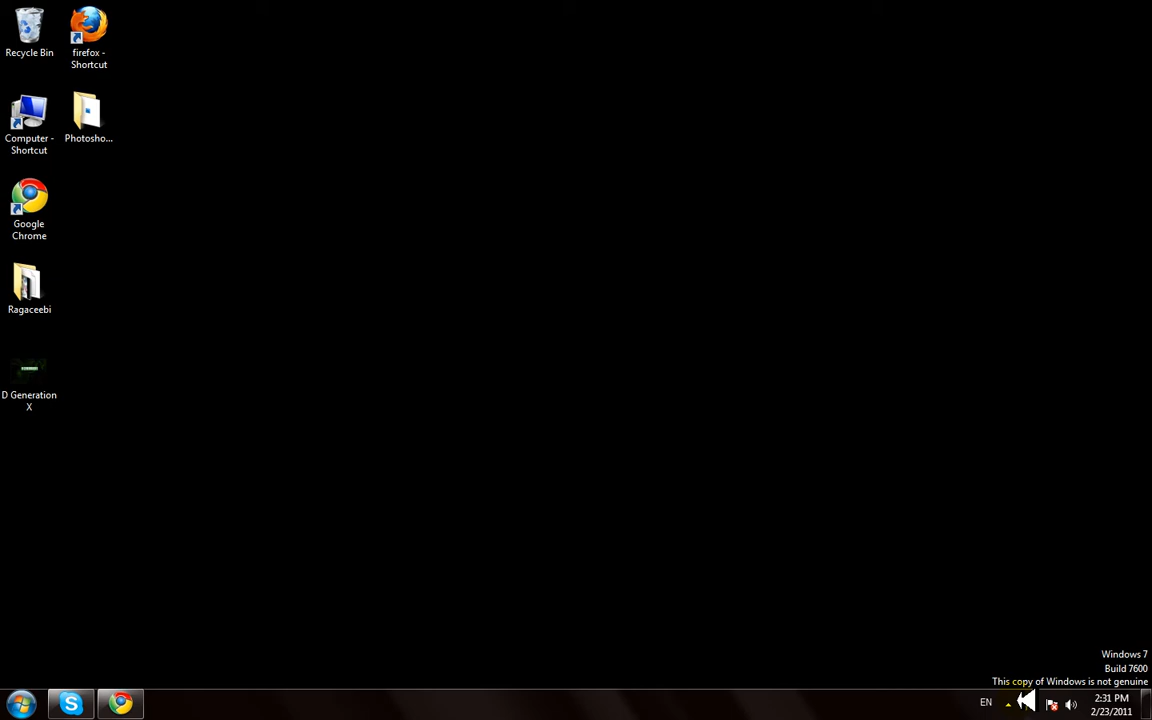 Recycle Bin
firefox -
Shortcut
Computer -
Shortcut
Photosho...
Google
Chrome
Ragaceebi
D Generation
X
Windows 7
Build 7600
This copy of Windows is not genuine
EN
2:31 PM
2/23/2011